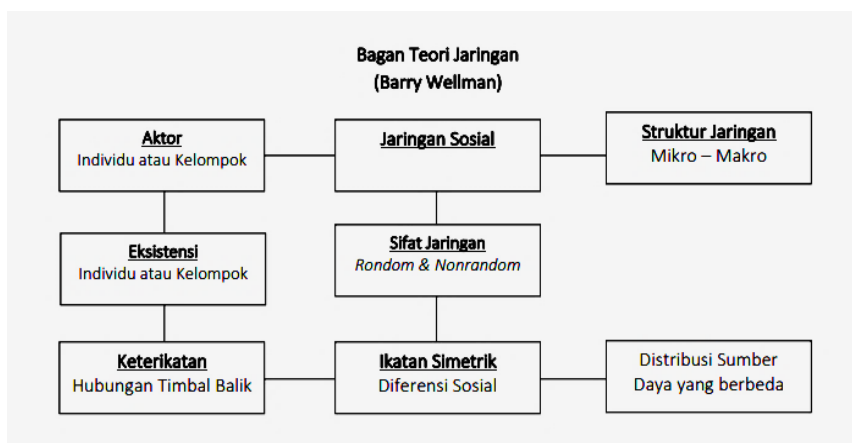 Bagan Teori Jaringan
(Barry Wellman)
Aktor
Individu atau Kelompok
Jaringan Sosial
Struktur Jaringan
Mikro – Makro
Eksistensi
Individu atau Kelompok
Sifat Jaringan
Rondom & Nonrandom
Keterikatan
Hubungan Timbal Balik
Ikatan Simetrik
Diferensi Sosial
Distribusi Sumber
Daya yang berbeda